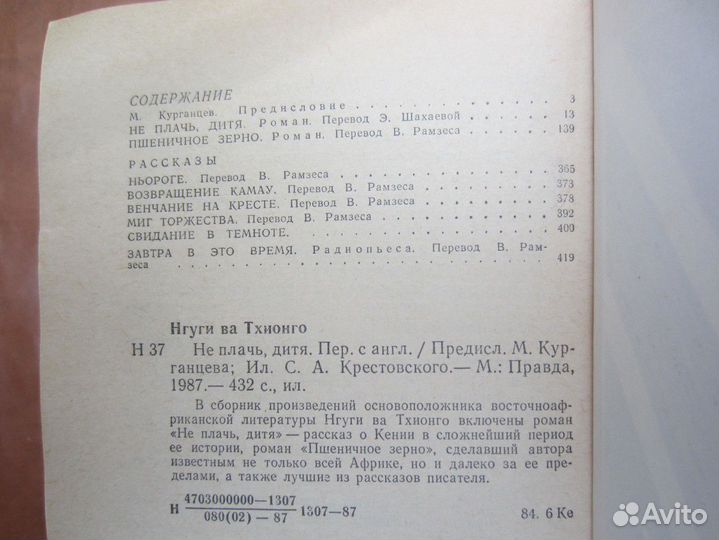 СОДЕРЖАНИЕ
М. Курганцев. Предисловие . . . . . . . . . . . 3
НЕ ПЛАЧЬ, ДИТЯ. Роман. Перевод Э. Шахаевой . . . . 13
ПШЕНИЧНОЕ ЗЕРНО. Роман. Перевод В. Рамзеса . . . . 139
РАССКАЗЫ
НЬОРОГЕ. Перевод В. Рамзеса . . . . . . . . . . 365
ВОЗВРАЩЕНИЕ КАМАУ. Перевод В. Рамзеса . . . . . . 373
ВЕНЧАНИЕ НА КРЕСТЕ. Перевод В. Рамзеса . . . . . . 378
МИГ ТОРЖЕСТВА. Перевод В. Рамзеса . . . . . . . . 392
СВИДАНИЕ В ТЕМНОТЕ. . . . . . . . . . . . . 400
ЗАВТРА В ЭТО ВРЕМЯ. Радиопьеса. Перевод В. Рам-
зеса . . . . . . . . . . . . . . . . . . 419
Нгуги ва Тхионго
Н 37 Не плачь, дитя. Пер. с англ. / Предисл. М. Кур-
ганцева; Ил. С. А. Крестовского.— М.: Правда,
1987.— 432 с., ил.
В сборник произведений основоположника восточноаф-
риканской литературы Нгуги ва Тхионго включены роман
«Не плачь, дитя» — рассказ о Кении в сложнейший период
ее истории, роман «Пшеничное зерно», сделавший автора
известным не только всей Африке, но и далеко за ее пре-
делами, а также лучшие из рассказов писателя.
4703000000—1307
Н 1307—87 84. 6 Ке
080(02) — 87
Avito